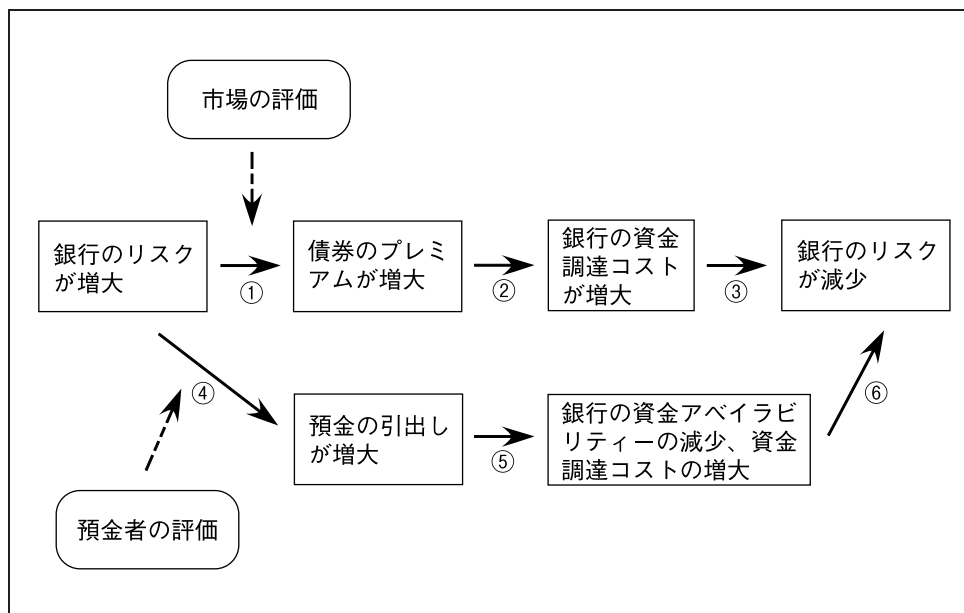 市場の評価
銀行のリスク
が増大
①
債券のプレミ
アムが増大
②
銀行の資金
調達コスト
が増大
③
銀行のリスク
が減少
④
預金の引出し
が増大
⑤
銀行の資金アベイラビ
リティーの減少、資金
調達コストの増大
⑥
預金者の評価